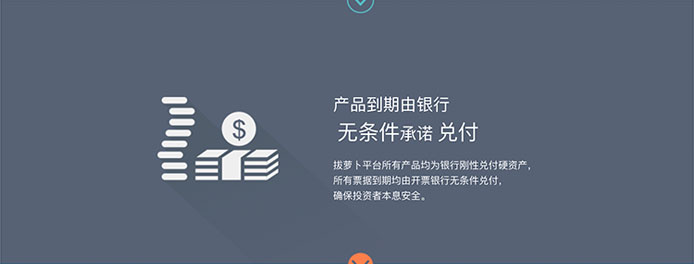 产品到期由银行
无条件承诺 兑付
拔萝卜平台所有产品均为银行刚性兑付硬资产,
所有票据到期均由开票银行无条件兑付,
确保投资者本息安全。